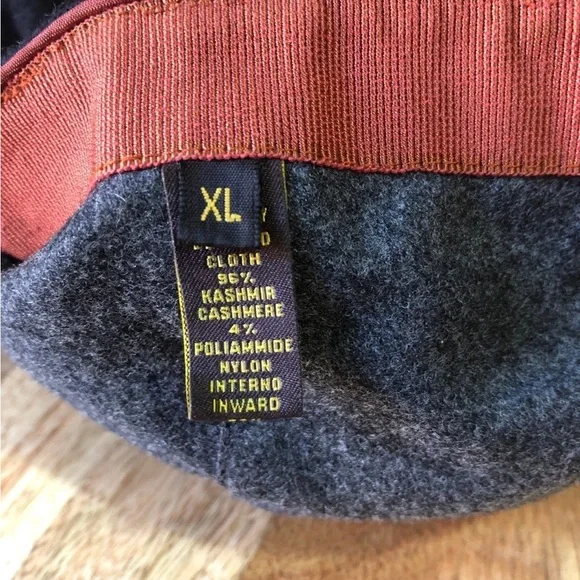 XL
CLOTH
96%
KASHMIR
CASHMERE
4%
POLIAMMIDE
NYLON
INTERNO
INWARD